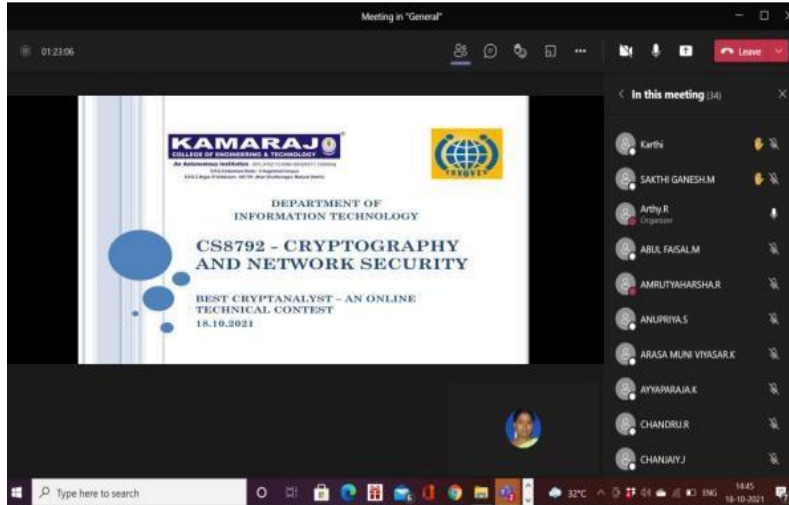 Meeting in "General"
01:23:06
Leave
In this meeting (34)
KAMARAJ
COLLEGE OF ENGINEERING & TECHNOLOGY
An Autonomous Institution
DEPARTMENT OF
INFORMATION TECHNOLOGY
CS8792 - CRYPTOGRAPHY
AND NETWORK SECURITY
BEST CRYPTANALYST – AN ONLINE
TECHNICAL CONTEST
18.10.2021
Karthi
SAKTHI GANESH.M
Arthy R
Organizer
ABUL FAISAL.M
AMRUTYAHARSHA.R
ANUPRIYA.S
ARASA MUNI VIYASAR.K
AYYAPARAJA.K
CHANDRU.R
CHANJAIY.J
Type here to search
32°C
ENG
14:45
18-10-2021